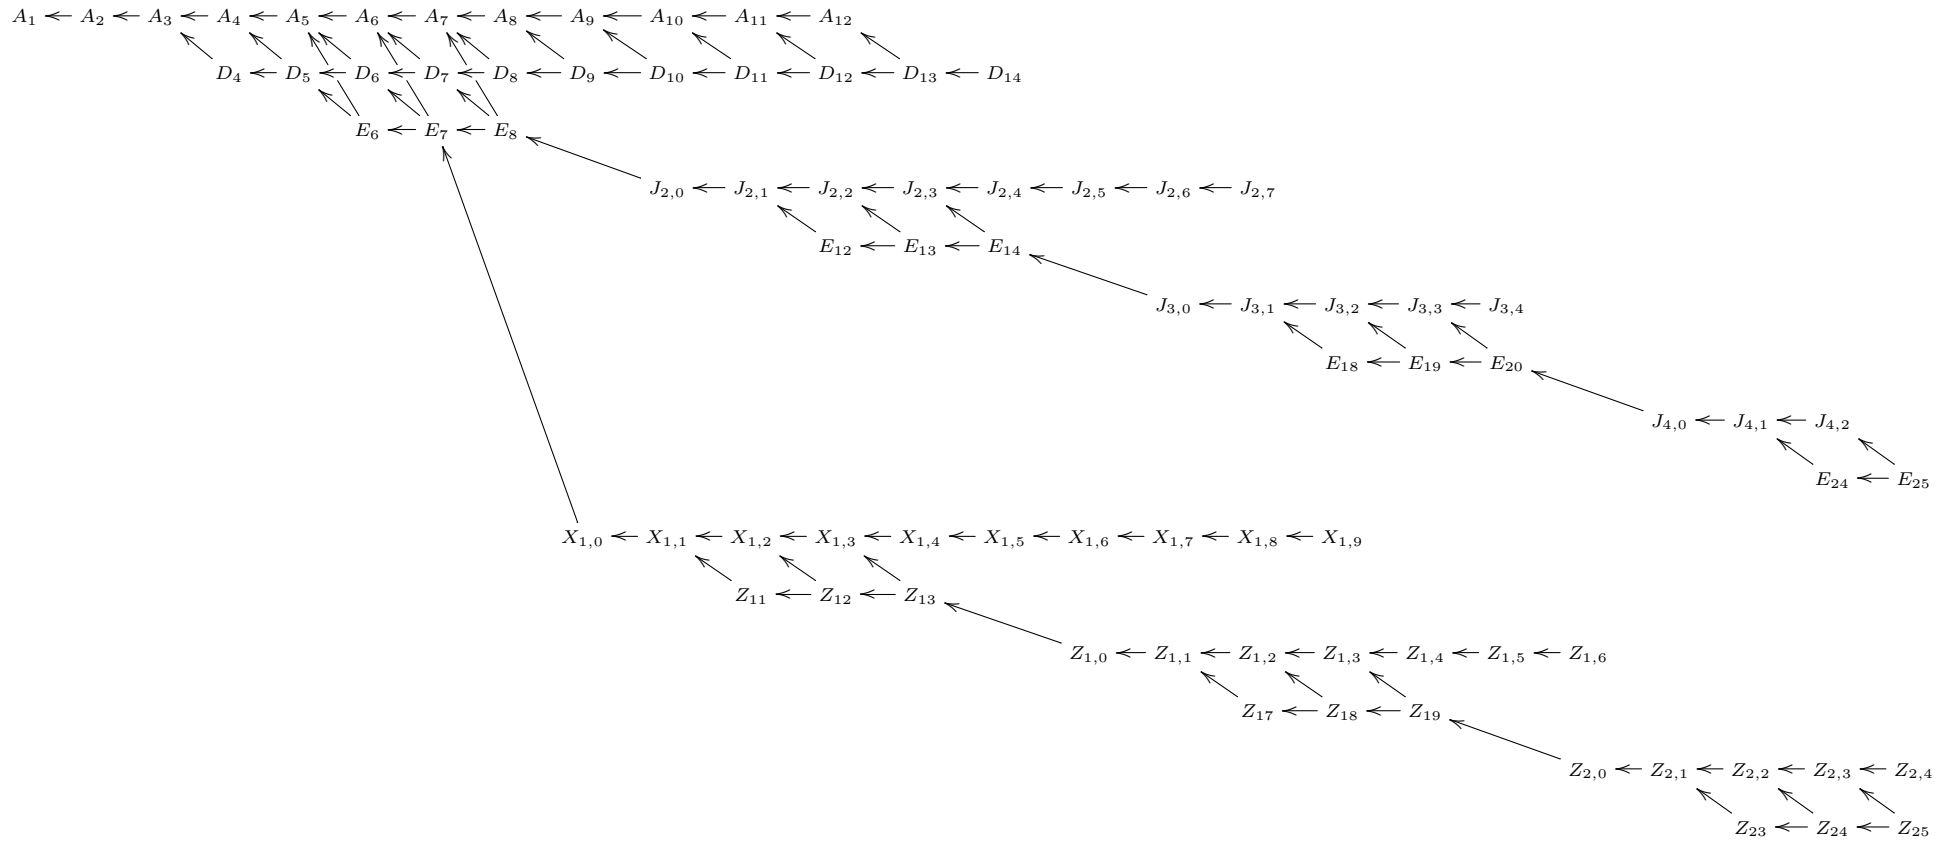 A1 A2 A3 A4 A5 A6 A7 A8 A9 A10 A11 A12
D4 D5 D6 D7 D8 D9 D10 D11 D12 D13 D14
E6 E7 E8
J2,0 J2,1 J2,2 J2,3 J2,4 J2,5 J2,6 J2,7
E12 E13 E14
J3,0 J3,1 J3,2 J3,3 J3,4
E18 E19 E20
J4,0 J4,1 J4,2
E24 E25
X1,0 X1,1 X1,2 X1,3 X1,4 X1,5 X1,6 X1,7 X1,8 X1,9
Z11 Z12 Z13
Z1,0 Z1,1 Z1,2 Z1,3 Z1,4 Z1,5 Z1,6
Z17 Z18 Z19
Z2,0 Z2,1 Z2,2 Z2,3 Z2,4
Z23 Z24 Z25